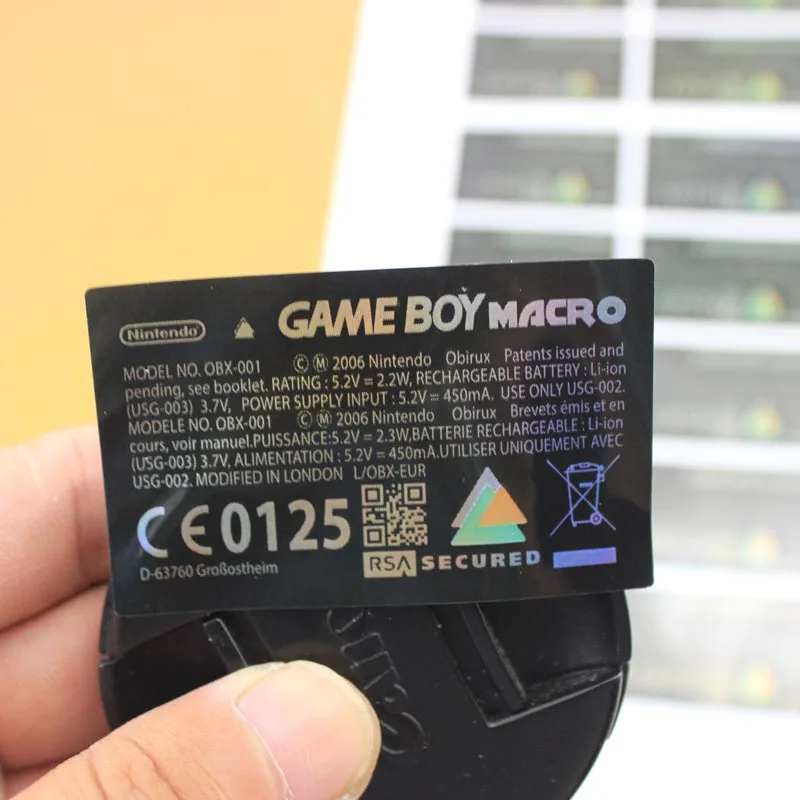 Nintendo GAME BOY MACRO
MODEL NO. OBX-001 Ⓒ Ⓜ 2006 Nintendo Obirux Patents issued and
pending, see booklet. RATING : 5.2V = 2.2W, RECHARGEABLE BATTERY : Li-ion
(USG-003) 3.7V, POWER SUPPLY INPUT : 5.2V = 450mA. USE ONLY USG-002.
MODELE NO. OBX-001 Ⓒ Ⓜ 2006 Nintendo Obirux Brevets émis et en
cours, voir manuel.PUISSANCE:5.2V = 2.3W,BATTERIE RECHARGEABLE : Li-ion
(USG-003) 3.7V, ALIMENTATION : 5.2V = 450mA.UTILISER UNIQUEMENT AVEC
USG-002. MODIFIED IN LONDON L/OBX-EUR
CE0125
D-63760 Großostheim
RSA SECURED
Canon